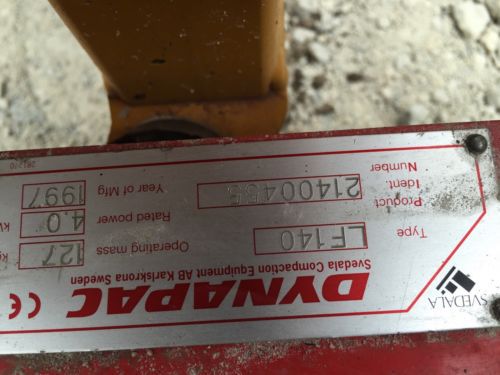 SVEDALA
DYNAPAC
CE
Svedala Compaction Equipment AB Karlskrona Sweden
Type LF140 Operating mass 127 kg
Rated power 4.0
Product Ident. Number 21400455 Year of Mfg 1997